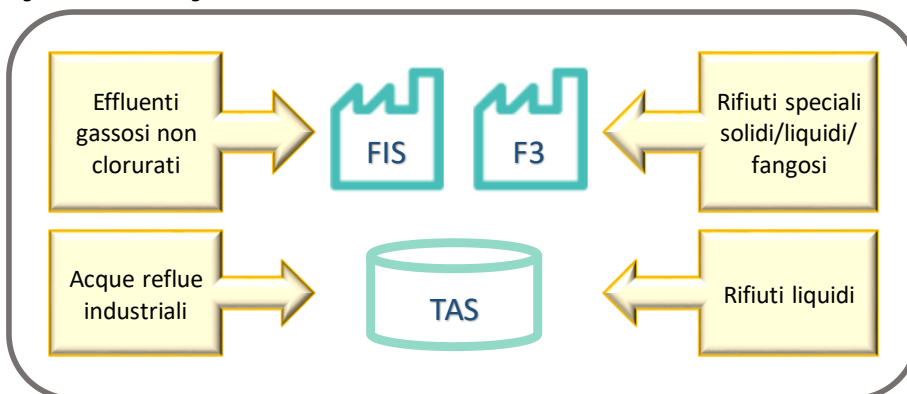 Effluenti
gassosi non
clorurati
FIS
F3
Rifiuti speciali
solidi/liquidi/
fangosi
Acque reflue
industriali
TAS
Rifiuti liquidi